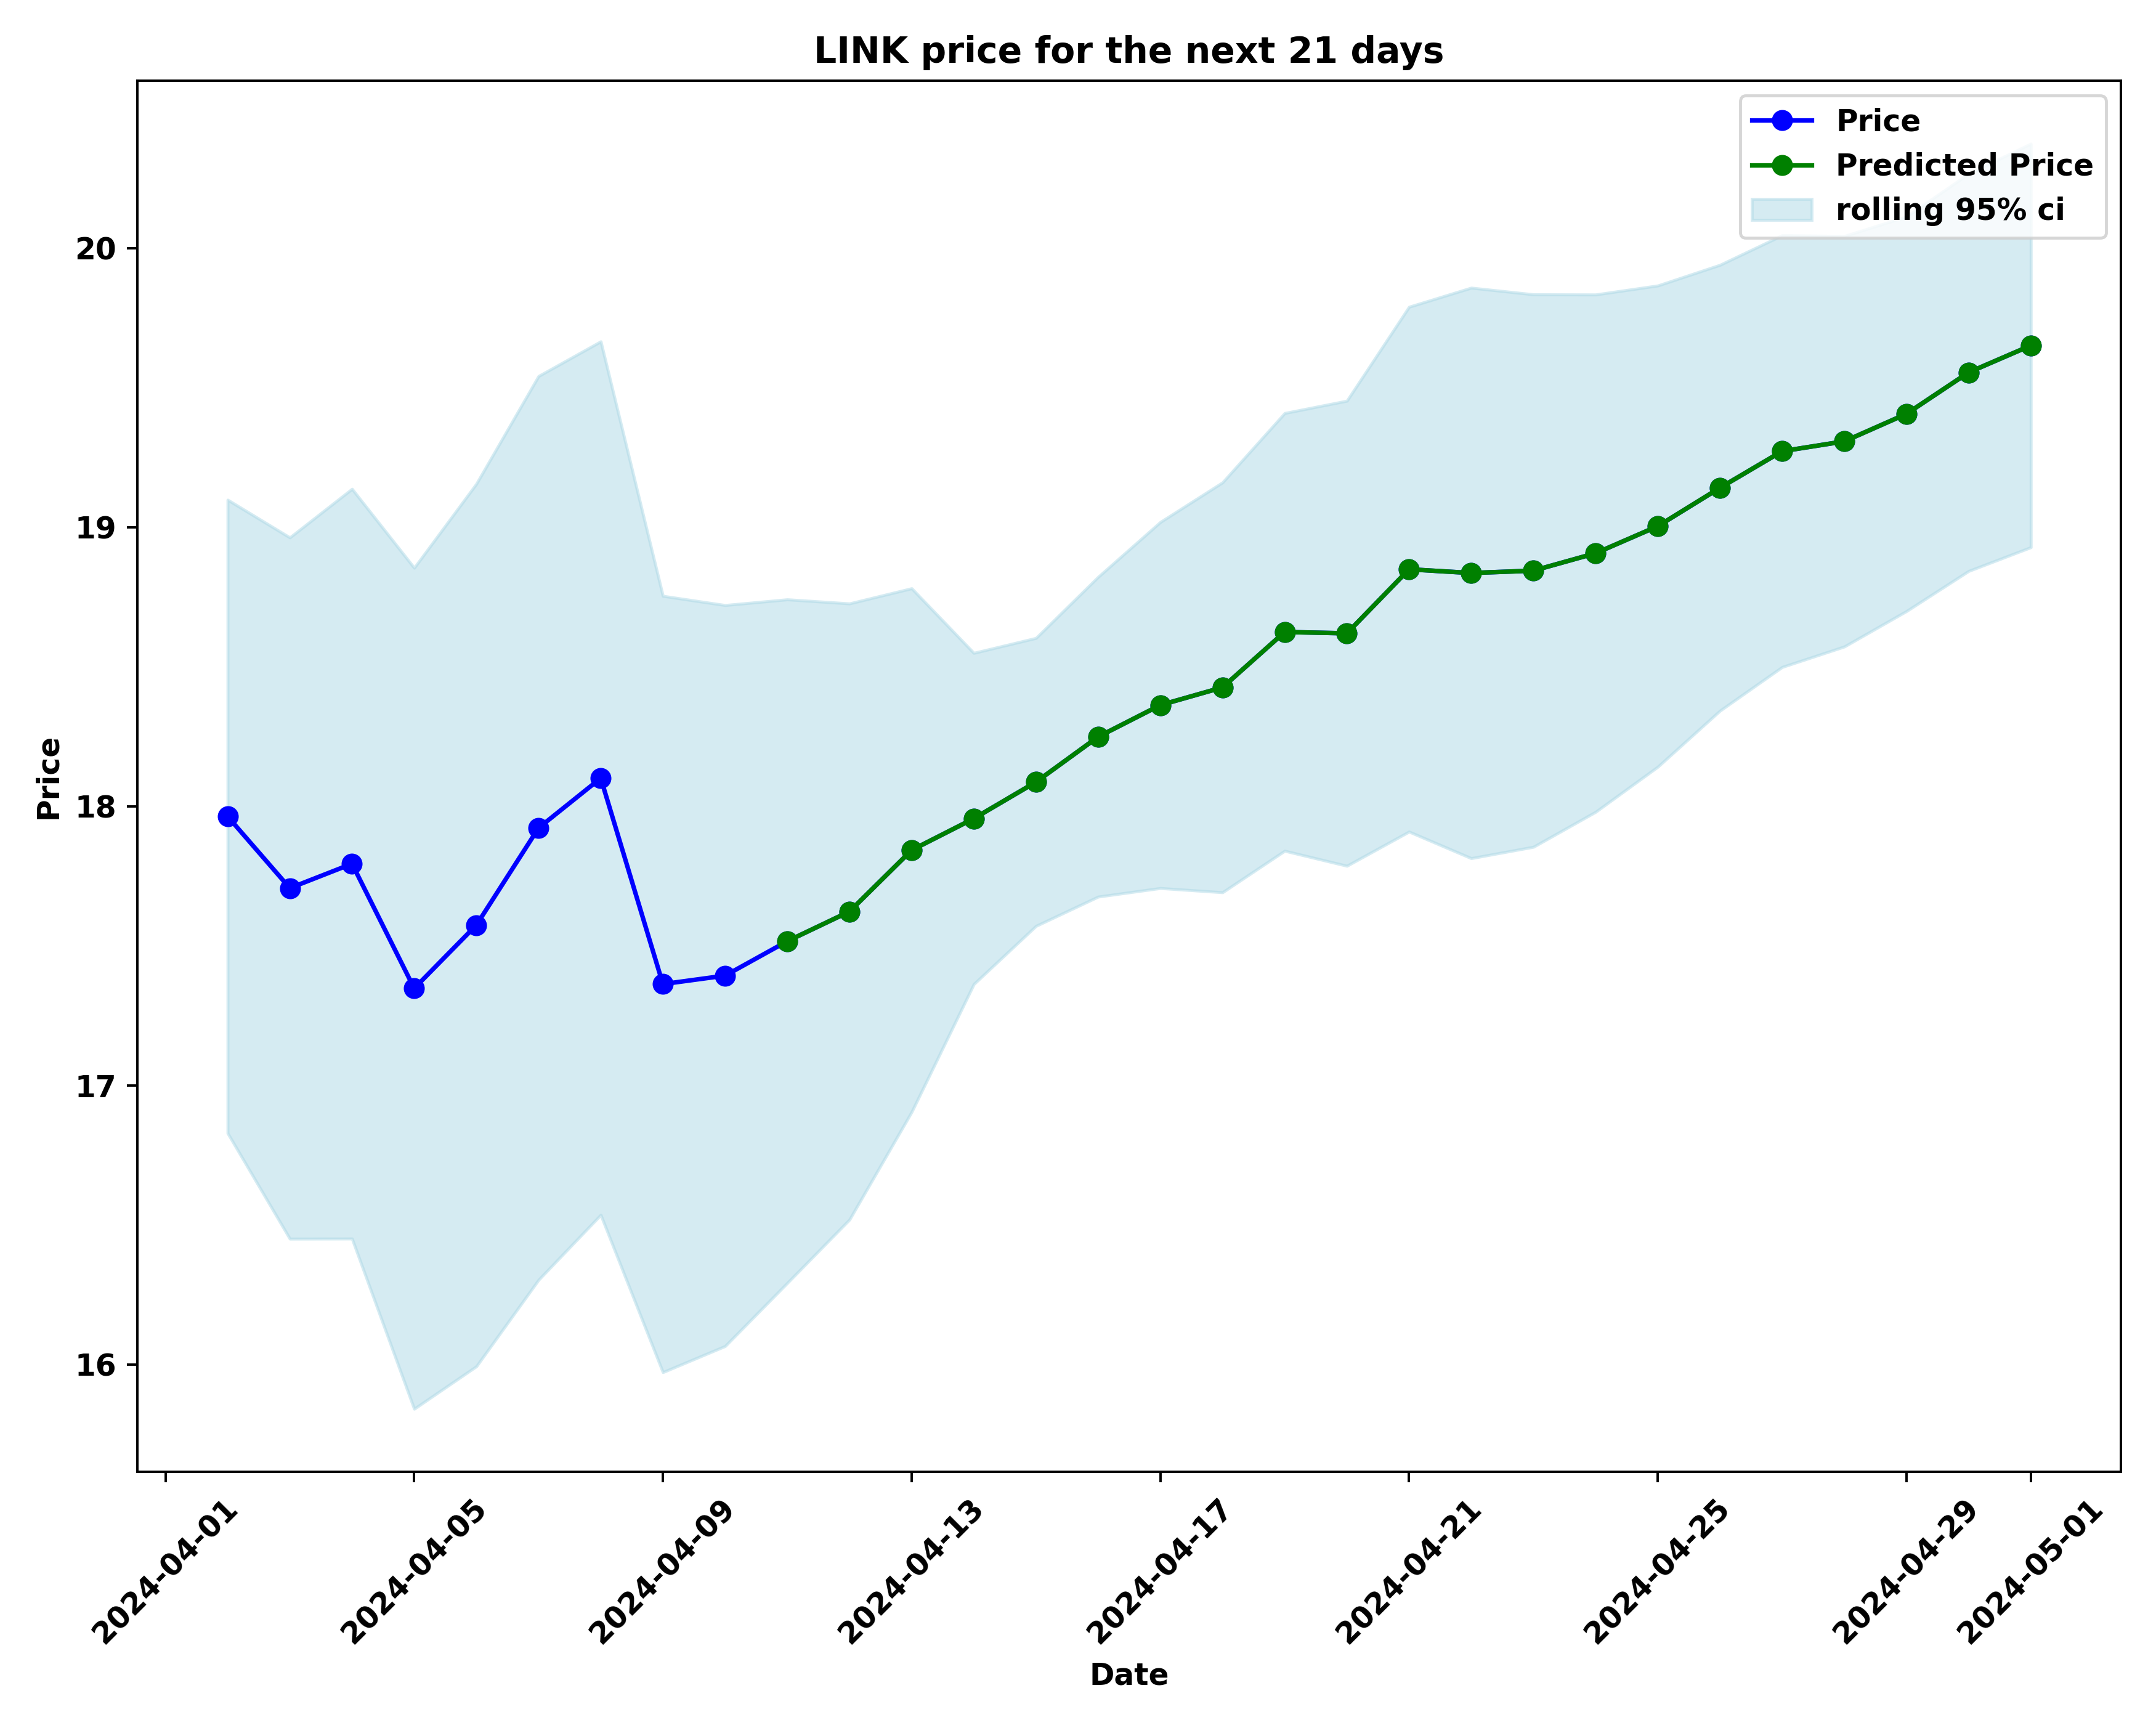 LINK price for the next 21 days
Price
Predicted Price
rolling 95% ci
20
19
18
17
16
Price
2024-04-01
2024-04-05
2024-04-09
2024-04-13
2024-04-17
2024-04-21
2024-04-25
2024-04-29
2024-05-01
Date